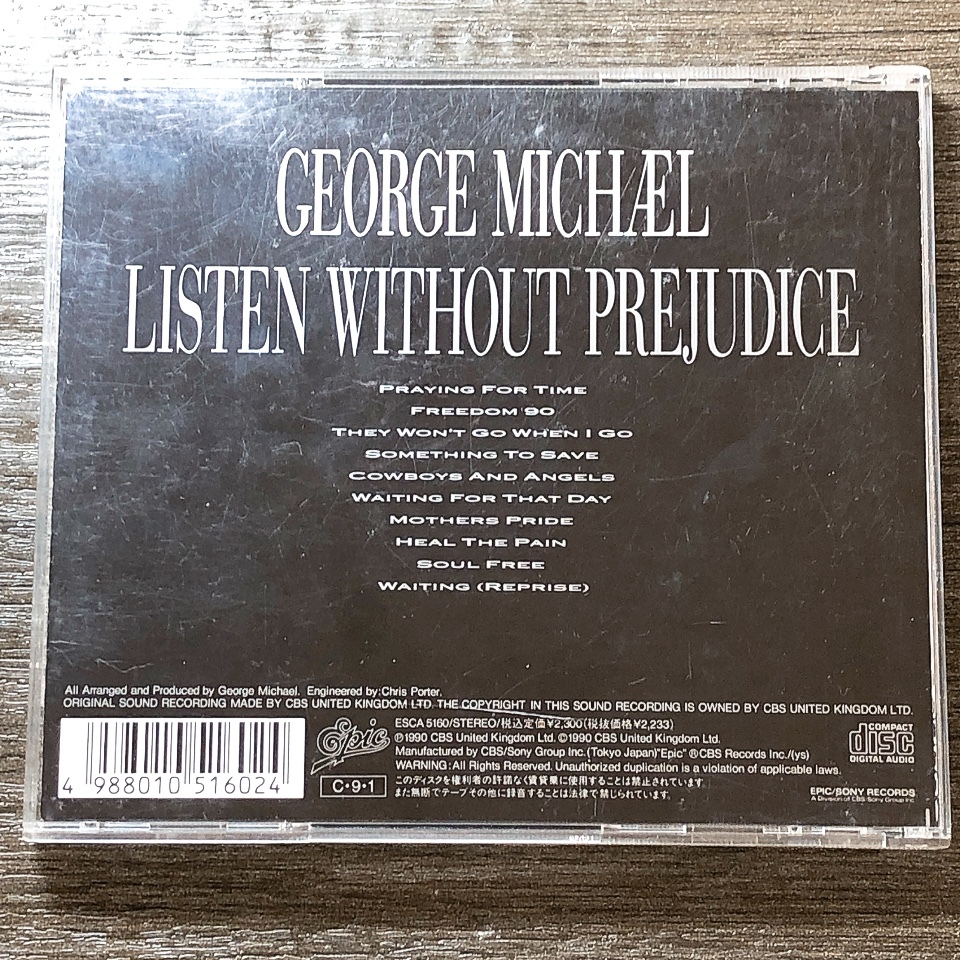 GEORGE MICHÆL
LISTEN WITHOUT PREJUDICE
PRAYING FOR TIME
FREEDOM '90
THEY WON'T GO WHEN I GO
SOMETHING TO SAVE
COWBOYS AND ANGELS
WAITING FOR THAT DAY
MOTHERS PRIDE
HEAL THE PAIN
SOUL FREE
WAITING (REPRISE)
All Arranged and Produced by George Michael. Engineered by:Chris Porter.
ORIGINAL SOUND RECORDING MADE BY CBS UNITED KINGDOM LTD. THE COPYRIGHT IN THIS SOUND RECORDING IS OWNED BY CBS UNITED KINGDOM LTD.
4 988010 516024
Epic
C·9·1
ESCA 5160/STEREO/税込定価¥2,300(税抜価格¥2,233)
℗1990 CBS United Kingdom Ltd. ©1990 CBS United Kingdom Ltd.
Manufactured by CBS/Sony Group Inc.(Tokyo Japan)"Epic" ®CBS Records Inc./(ys)
WARNING:All Rights Reserved. Unauthorized duplication is a violation of applicable laws.
このディスクを権利者の許諾なく賃貸業に使用することは禁止されています。
また無断でテープその他に録音することは法律で禁じられています。
COMPACT
disc
DIGITAL AUDIO
EPIC/SONY RECORDS
A Division of CBS/Sony Group Inc.